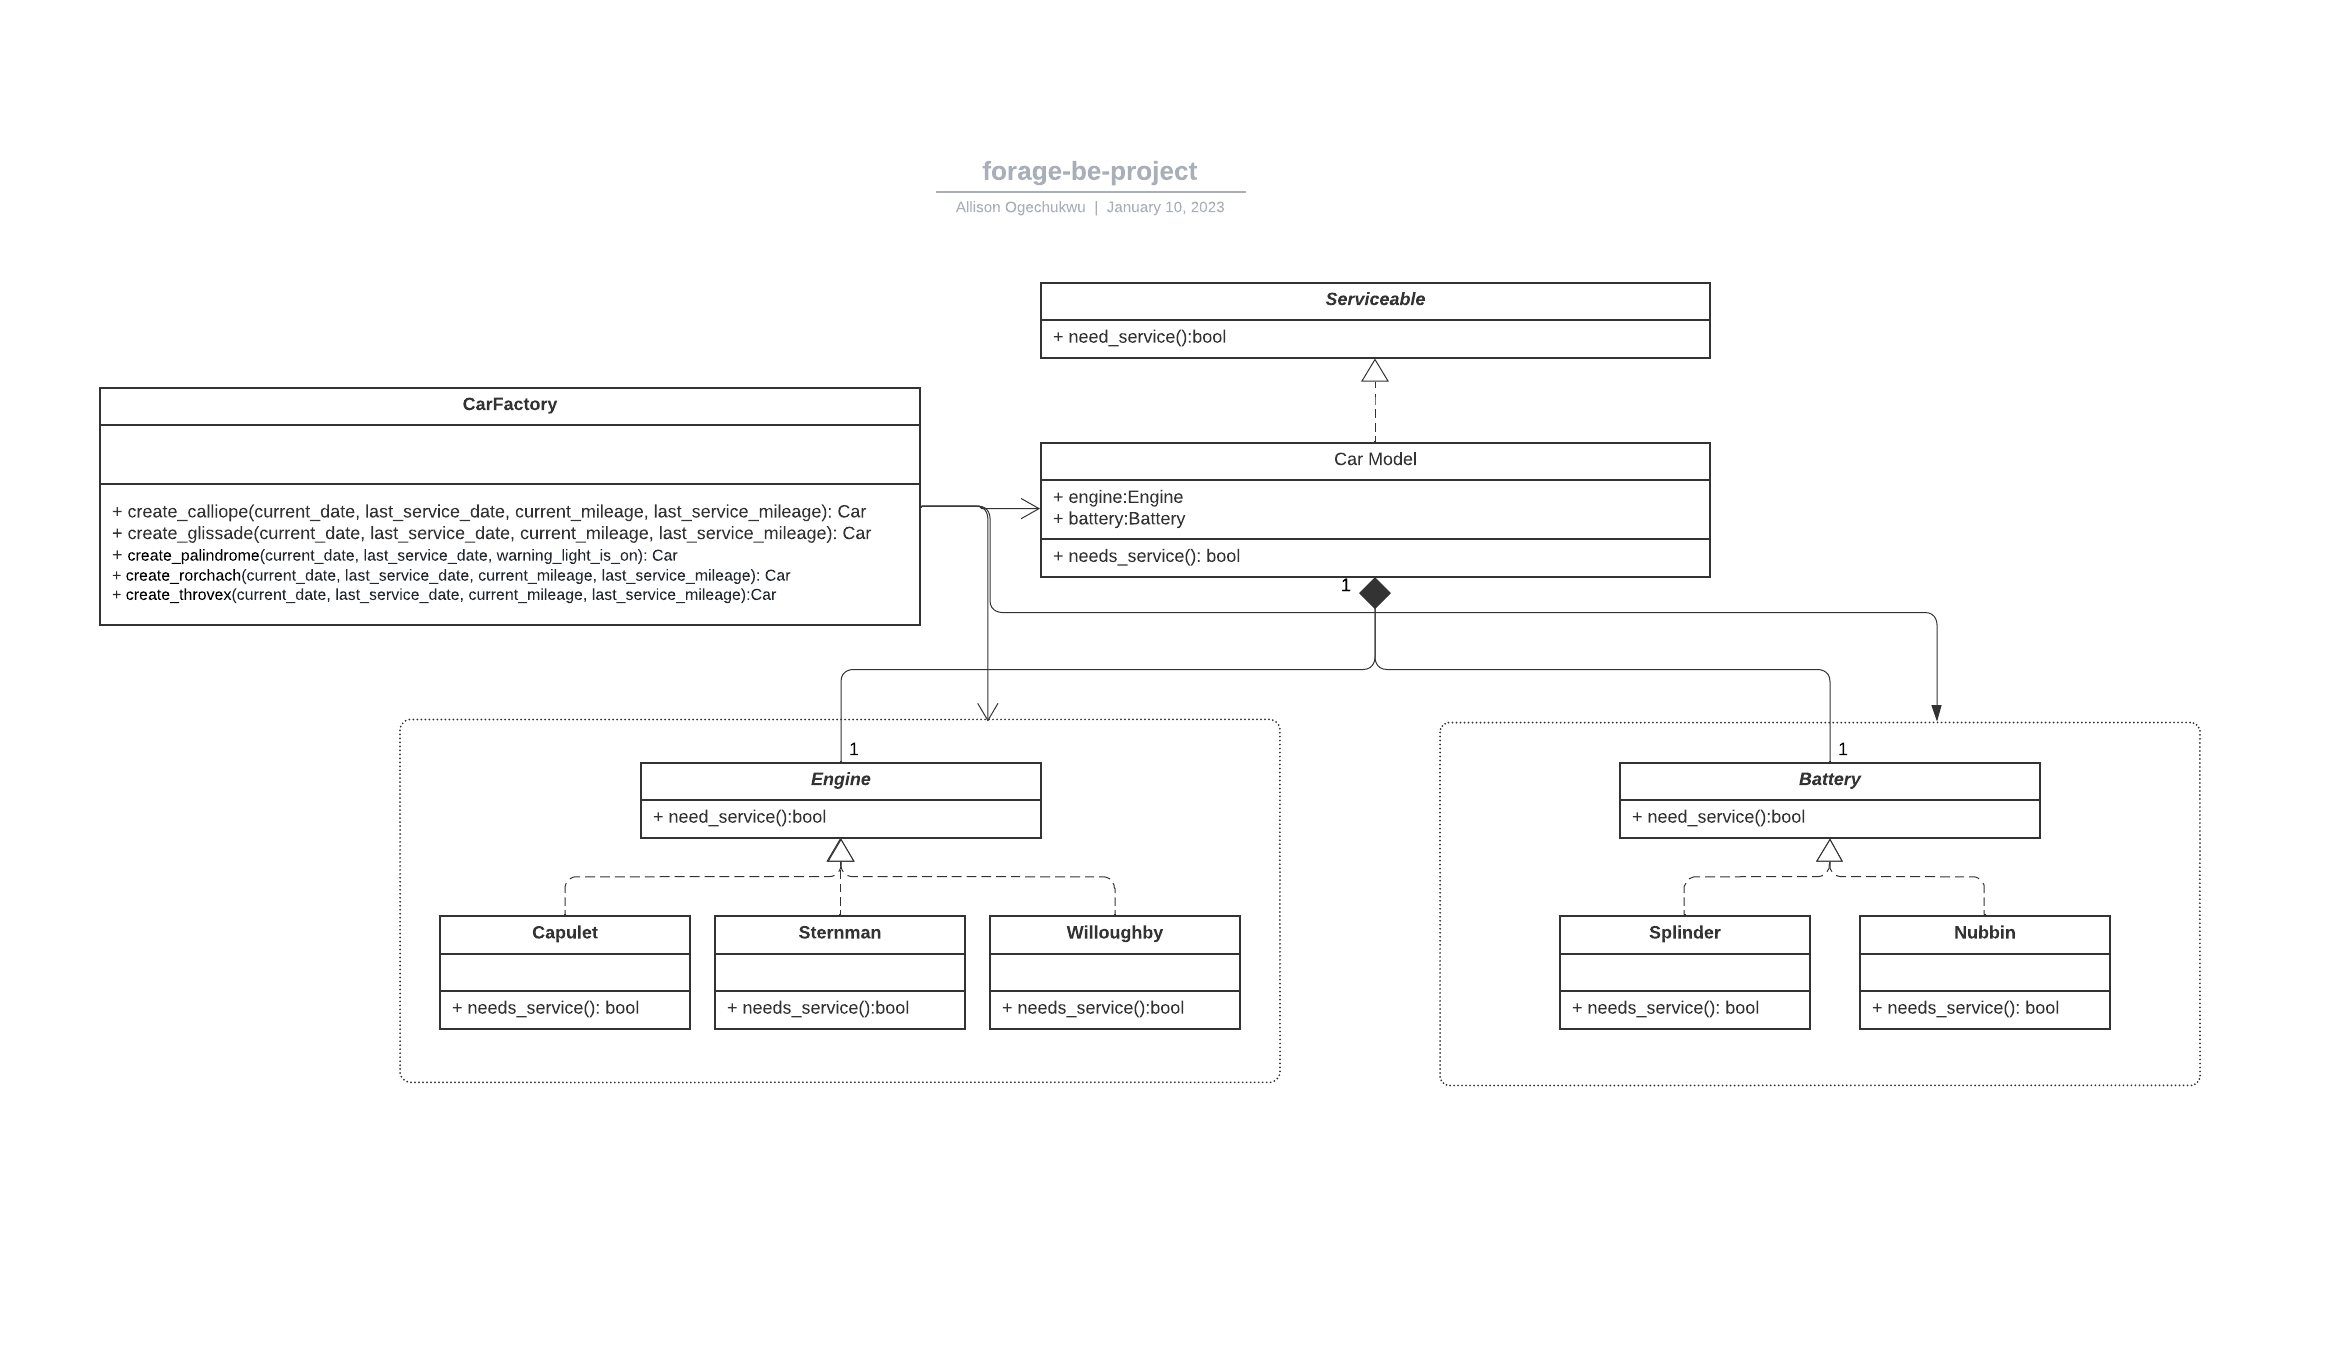 forage-be-project
Allison Ogechukwu | January 10, 2023
Serviceable
+ need_service():bool
CarFactory
+ create_calliope(current_date, last_service_date, current_mileage, last_service_mileage): Car
+ create_glissade(current_date, last_service_date, current_mileage, last_service_mileage): Car
+ create_palindrome(current_date, last_service_date, warning_light_is_on): Car
+ create_rorchach(current_date, last_service_date, current_mileage, last_service_mileage): Car
+ create_throvex(current_date, last_service_date, current_mileage, last_service_mileage):Car
Car Model
+ engine:Engine
+ battery:Battery
+ needs_service(): bool
1
1
Engine
+ need_service():bool
Capulet
+ needs_service(): bool
Sternman
+ needs_service():bool
Willoughby
+ needs_service():bool
1
Battery
+ need_service():bool
Splinder
+ needs_service(): bool
Nubbin
+ needs_service(): bool